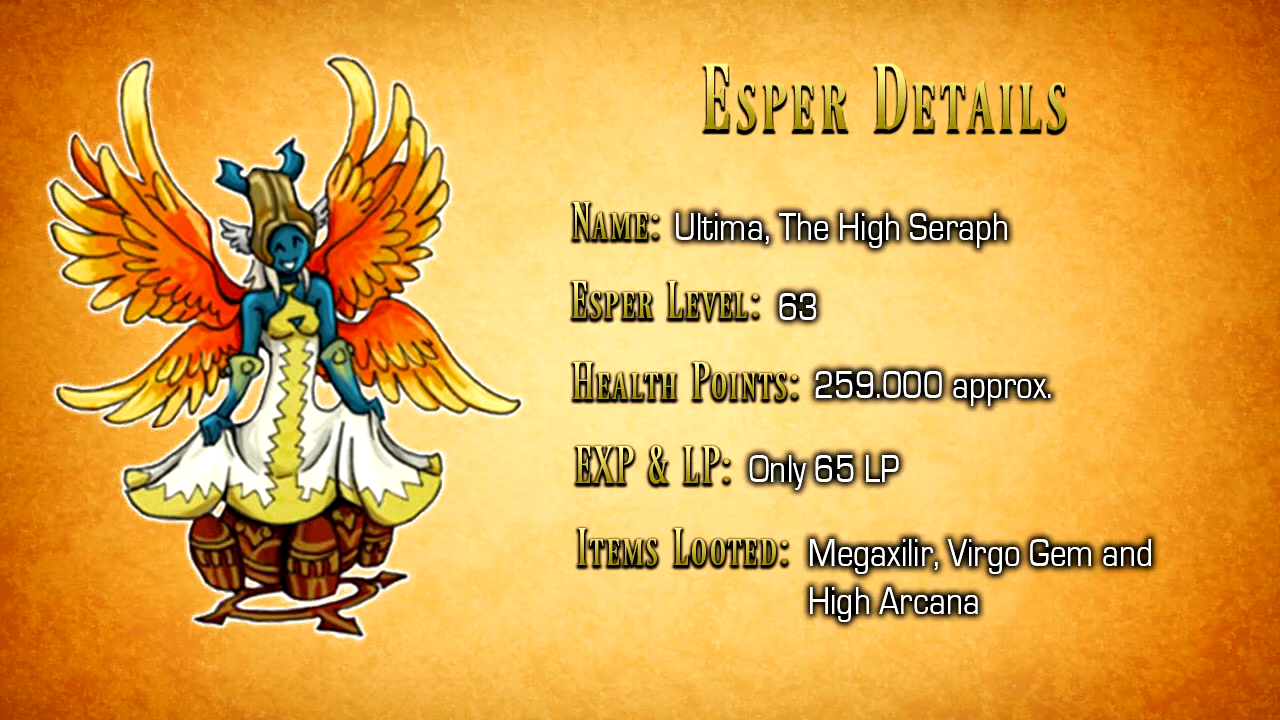 Esper Details
Name: Ultima, The High Seraph
Esper Level: 63
Health Points: 259.000 approx.
EXP & LP: Only 65 LP
Items Looted: Megaxilir, Virgo Gem and
High Arcana